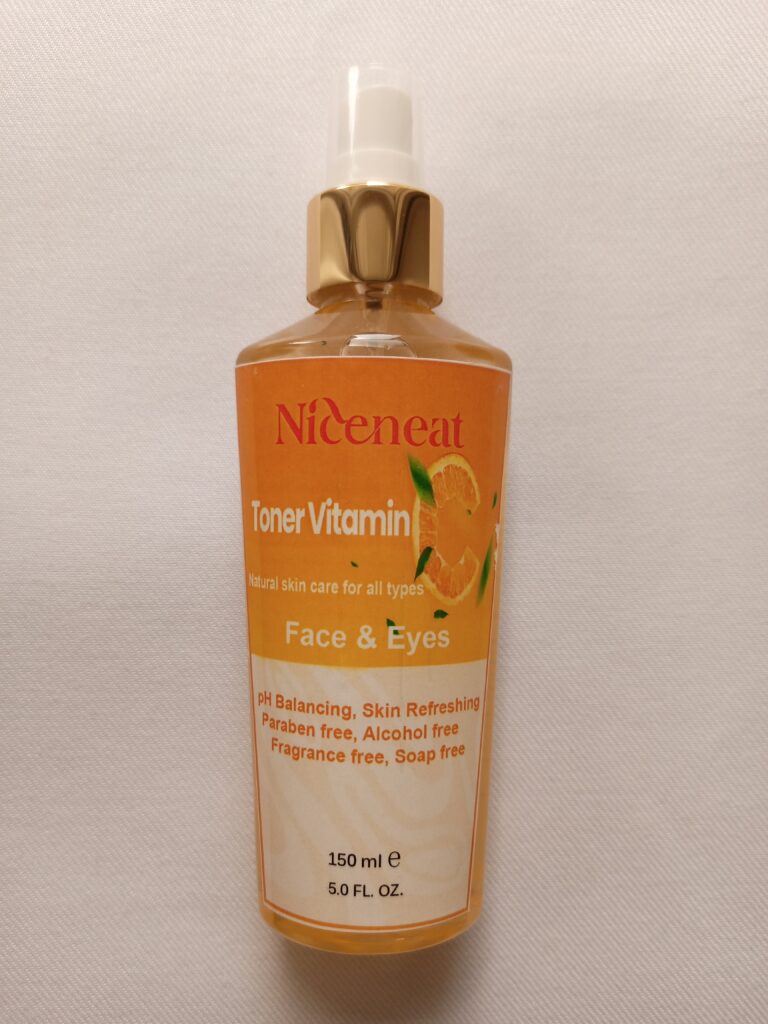 Niceneat
Toner Vitamin C
Natural skin care for all types
Face & Eyes
pH Balancing, Skin Refreshing
Paraben free, Alcohol free
Fragrance free, Soap free
150 ml ℮
5.0 FL. OZ.